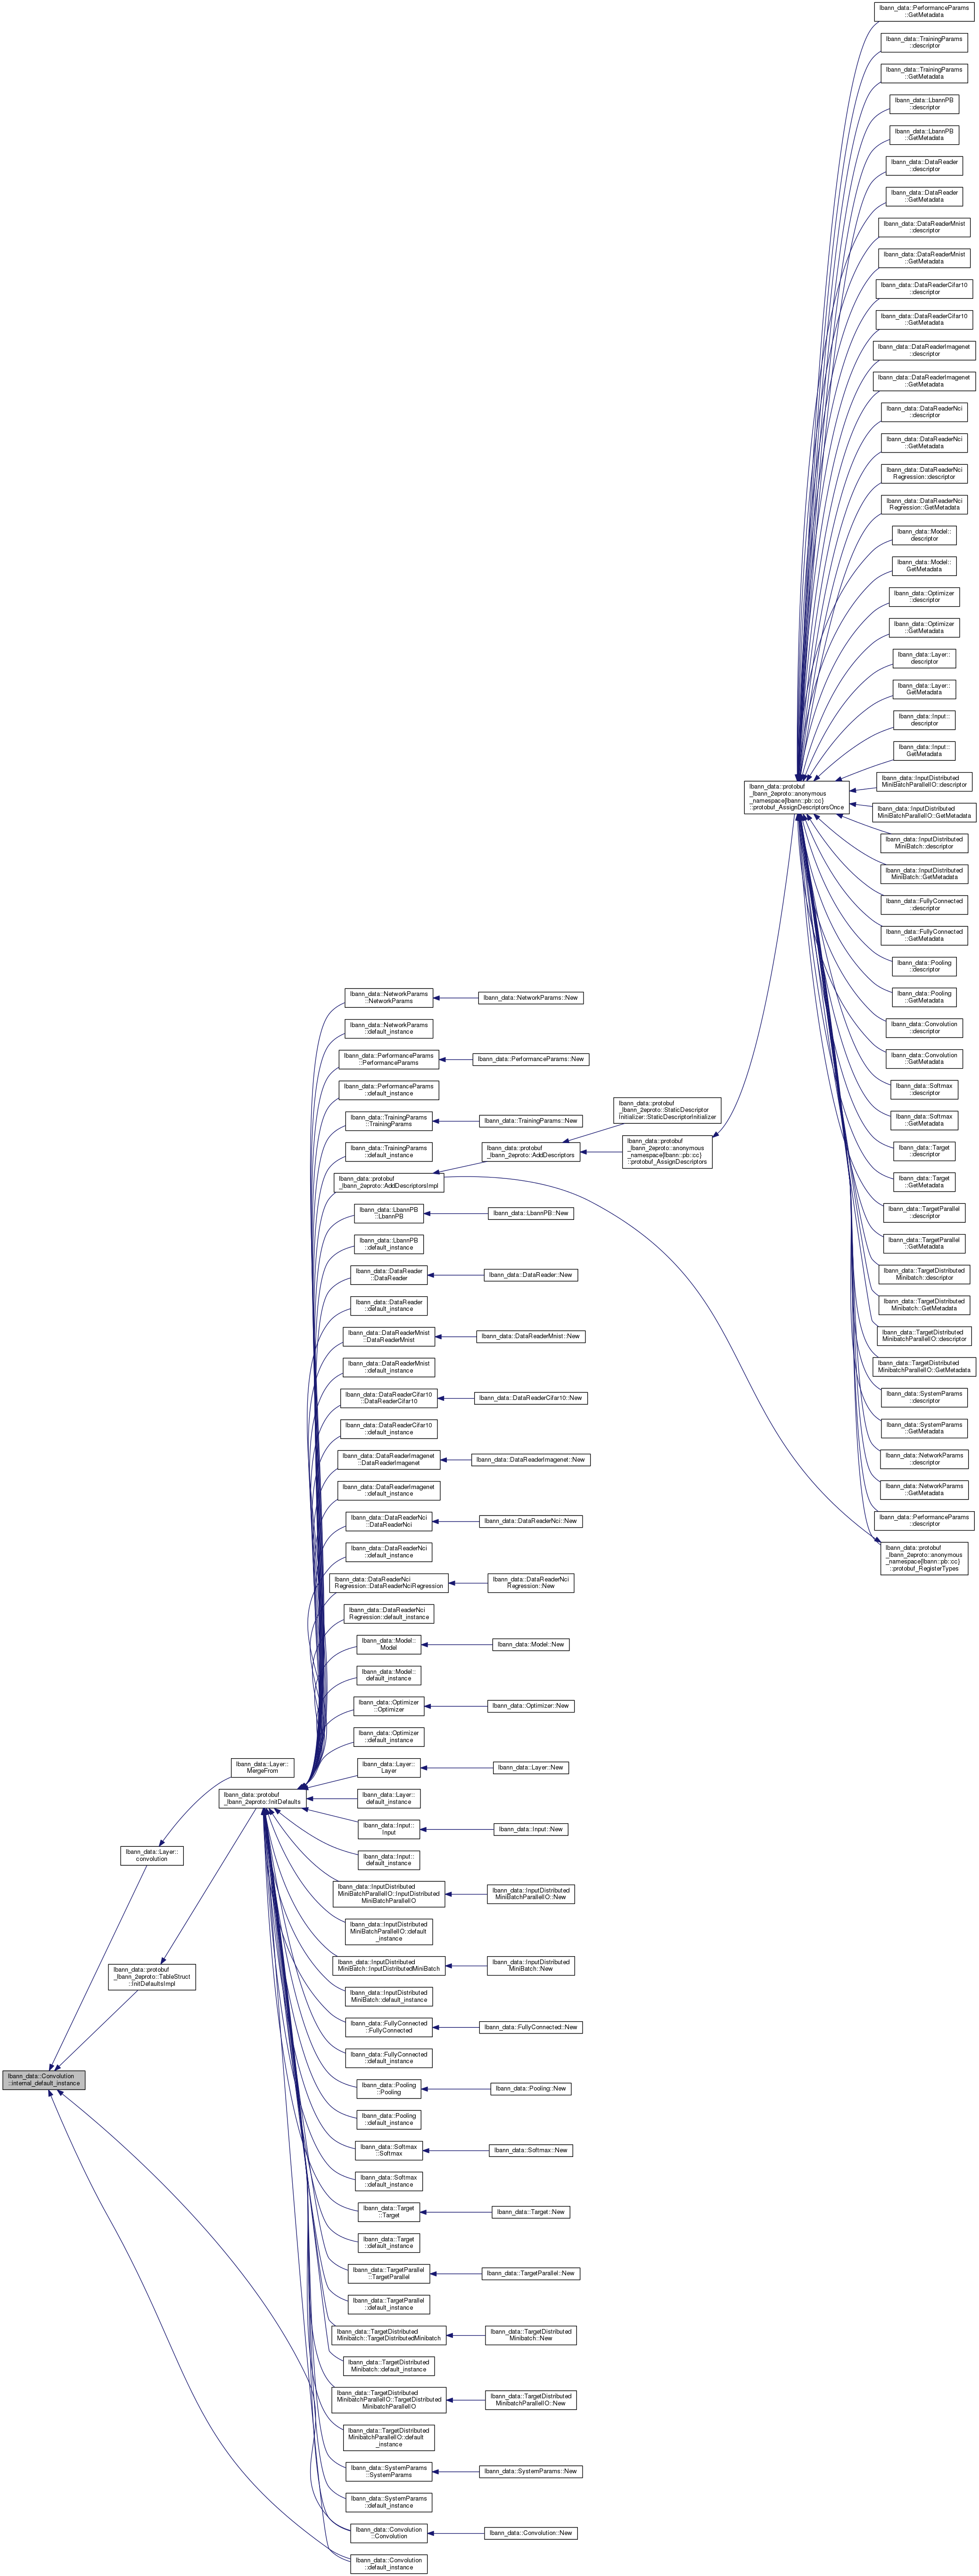 lbann_data::PerformanceParams
::GetMetadata
lbann_data::TrainingParams
::descriptor
lbann_data::TrainingParams
::GetMetadata
lbann_data::LbannPB
::descriptor
lbann_data::LbannPB
::GetMetadata
lbann_data::DataReader
::descriptor
lbann_data::DataReader
::GetMetadata
lbann_data::DataReaderMnist
::descriptor
lbann_data::DataReaderMnist
::GetMetadata
lbann_data::DataReaderCifar10
::descriptor
lbann_data::DataReaderCifar10
::GetMetadata
lbann_data::DataReaderImagenet
::descriptor
lbann_data::DataReaderImagenet
::GetMetadata
lbann_data::DataReaderNci
::descriptor
lbann_data::DataReaderNci
::GetMetadata
lbann_data::DataReaderNci
Regression::descriptor
lbann_data::DataReaderNci
Regression::GetMetadata
lbann_data::Model::
descriptor
lbann_data::Model::
GetMetadata
lbann_data::Optimizer
::descriptor
lbann_data::Optimizer
::GetMetadata
lbann_data::Layer::
descriptor
lbann_data::Layer::
GetMetadata
lbann_data::Input::
descriptor
lbann_data::Input::
GetMetadata
lbann_data::InputDistributed
MiniBatchParallelIO::descriptor
lbann_data::protobuf
_lbann_2eproto::anonymous
_namespace{lbann::pb::cc}
::protobuf_AssignDescriptorsOnce
lbann_data::InputDistributed
MiniBatchParallelIO::GetMetadata
lbann_data::InputDistributed
MiniBatch::descriptor
lbann_data::InputDistributed
MiniBatch::GetMetadata
lbann_data::FullyConnected
::descriptor
lbann_data::FullyConnected
::GetMetadata
lbann_data::Pooling
::descriptor
lbann_data::Pooling
::GetMetadata
lbann_data::Convolution
::descriptor
lbann_data::Convolution
::GetMetadata
lbann_data::Softmax
::descriptor
lbann_data::Softmax
::GetMetadata
lbann_data::Target
::descriptor
lbann_data::Target
::GetMetadata
lbann_data::TargetParallel
::descriptor
lbann_data::TargetParallel
::GetMetadata
lbann_data::TargetDistributed
Minibatch::descriptor
lbann_data::TargetDistributed
Minibatch::GetMetadata
lbann_data::TargetDistributed
MinibatchParallelIO::descriptor
lbann_data::TargetDistributed
MinibatchParallelIO::GetMetadata
lbann_data::SystemParams
::descriptor
lbann_data::SystemParams
::GetMetadata
lbann_data::NetworkParams
::descriptor
lbann_data::NetworkParams
::GetMetadata
lbann_data::PerformanceParams
::descriptor
lbann_data::protobuf
_lbann_2eproto::anonymous
_namespace{lbann::pb::cc}
::protobuf_RegisterTypes
lbann_data::NetworkParams
::NetworkParams
lbann_data::NetworkParams::New
lbann_data::NetworkParams
::default_instance
lbann_data::PerformanceParams
::PerformanceParams
lbann_data::PerformanceParams::New
lbann_data::PerformanceParams
::default_instance
lbann_data::protobuf
_lbann_2eproto::StaticDescriptor
Initializer::StaticDescriptorInitializer
lbann_data::TrainingParams
::TrainingParams
lbann_data::TrainingParams::New
lbann_data::TrainingParams
::default_instance
lbann_data::protobuf
_lbann_2eproto::AddDescriptors
lbann_data::protobuf
_lbann_2eproto::anonymous
_namespace{lbann::pb::cc}
::protobuf_AssignDescriptors
lbann_data::protobuf
_lbann_2eproto::AddDescriptorsImpl
lbann_data::LbannPB
::LbannPB
lbann_data::LbannPB::New
lbann_data::LbannPB
::default_instance
lbann_data::DataReader
::DataReader
lbann_data::DataReader::New
lbann_data::DataReader
::default_instance
lbann_data::DataReaderMnist
::DataReaderMnist
lbann_data::DataReaderMnist::New
lbann_data::DataReaderMnist
::default_instance
lbann_data::DataReaderCifar10
::DataReaderCifar10
lbann_data::DataReaderCifar10::New
lbann_data::DataReaderCifar10
::default_instance
lbann_data::DataReaderImagenet
::DataReaderImagenet
lbann_data::DataReaderImagenet::New
lbann_data::DataReaderImagenet
::default_instance
lbann_data::DataReaderNci
::DataReaderNci
lbann_data::DataReaderNci::New
lbann_data::DataReaderNci
::default_instance
lbann_data::DataReaderNci
Regression::DataReaderNciRegression
lbann_data::DataReaderNci
Regression::New
lbann_data::DataReaderNci
Regression::default_instance
lbann_data::Model::
Model
lbann_data::Model::New
lbann_data::Model::
default_instance
lbann_data::Optimizer
::Optimizer
lbann_data::Optimizer::New
lbann_data::Optimizer
::default_instance
lbann_data::Layer::
MergeFrom
lbann_data::Layer::
Layer
lbann_data::Layer::New
lbann_data::protobuf
_lbann_2eproto::InitDefaults
lbann_data::Layer::
default_instance
lbann_data::Input::
Input
lbann_data::Input::New
lbann_data::Layer::
convolution
lbann_data::Input::
default_instance
lbann_data::InputDistributed
MiniBatchParallelIO::InputDistributed
MiniBatchParallelIO
lbann_data::InputDistributed
MiniBatchParallelIO::New
lbann_data::InputDistributed
MiniBatchParallelIO::default
_instance
lbann_data::protobuf
_lbann_2eproto::TableStruct
::InitDefaultsImpl
lbann_data::InputDistributed
MiniBatch::InputDistributedMiniBatch
lbann_data::InputDistributed
MiniBatch::New
lbann_data::InputDistributed
MiniBatch::default_instance
lbann_data::FullyConnected
::FullyConnected
lbann_data::FullyConnected::New
lbann_data::FullyConnected
::default_instance
lbann_data::Convolution
::internal_default_instance
lbann_data::Pooling
::Pooling
lbann_data::Pooling::New
lbann_data::Pooling
::default_instance
lbann_data::Softmax
::Softmax
lbann_data::Softmax::New
lbann_data::Softmax
::default_instance
lbann_data::Target
::Target
lbann_data::Target::New
lbann_data::Target
::default_instance
lbann_data::TargetParallel
::TargetParallel
lbann_data::TargetParallel::New
lbann_data::TargetParallel
::default_instance
lbann_data::TargetDistributed
Minibatch::TargetDistributedMinibatch
lbann_data::TargetDistributed
Minibatch::New
lbann_data::TargetDistributed
Minibatch::default_instance
lbann_data::TargetDistributed
MinibatchParallelIO::TargetDistributed
MinibatchParallelIO
lbann_data::TargetDistributed
MinibatchParallelIO::New
lbann_data::TargetDistributed
MinibatchParallelIO::default
_instance
lbann_data::SystemParams
::SystemParams
lbann_data::SystemParams::New
lbann_data::SystemParams
::default_instance
lbann_data::Convolution
::Convolution
lbann_data::Convolution::New
lbann_data::Convolution
::default_instance